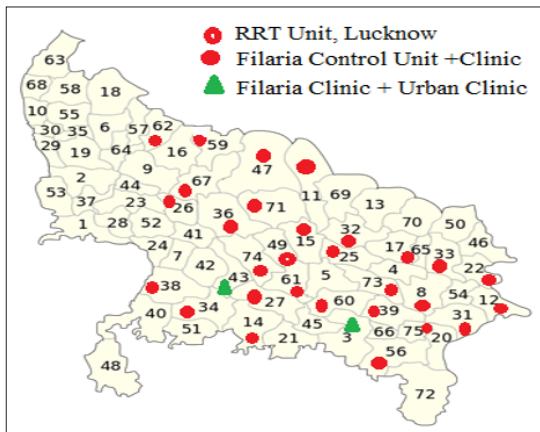 RRT Unit, Lucknow
Filaria Control Unit +Clinic
Filaria Clinic + Urban Clinic
63
68 58 18
10 55
30 35 6 57 62
29 19 64 16 59
9 47
2 44 67 11 69
53 37 23 26 71 13
1 28 52 36 32 70 50
24 41 49 15 17 65 46
7 74 25 33
42 43 61 5 4 22
38 73 8 54 12
34 27 60 39 31
40 51 14 45 66 75 20
21 3
48 56
72